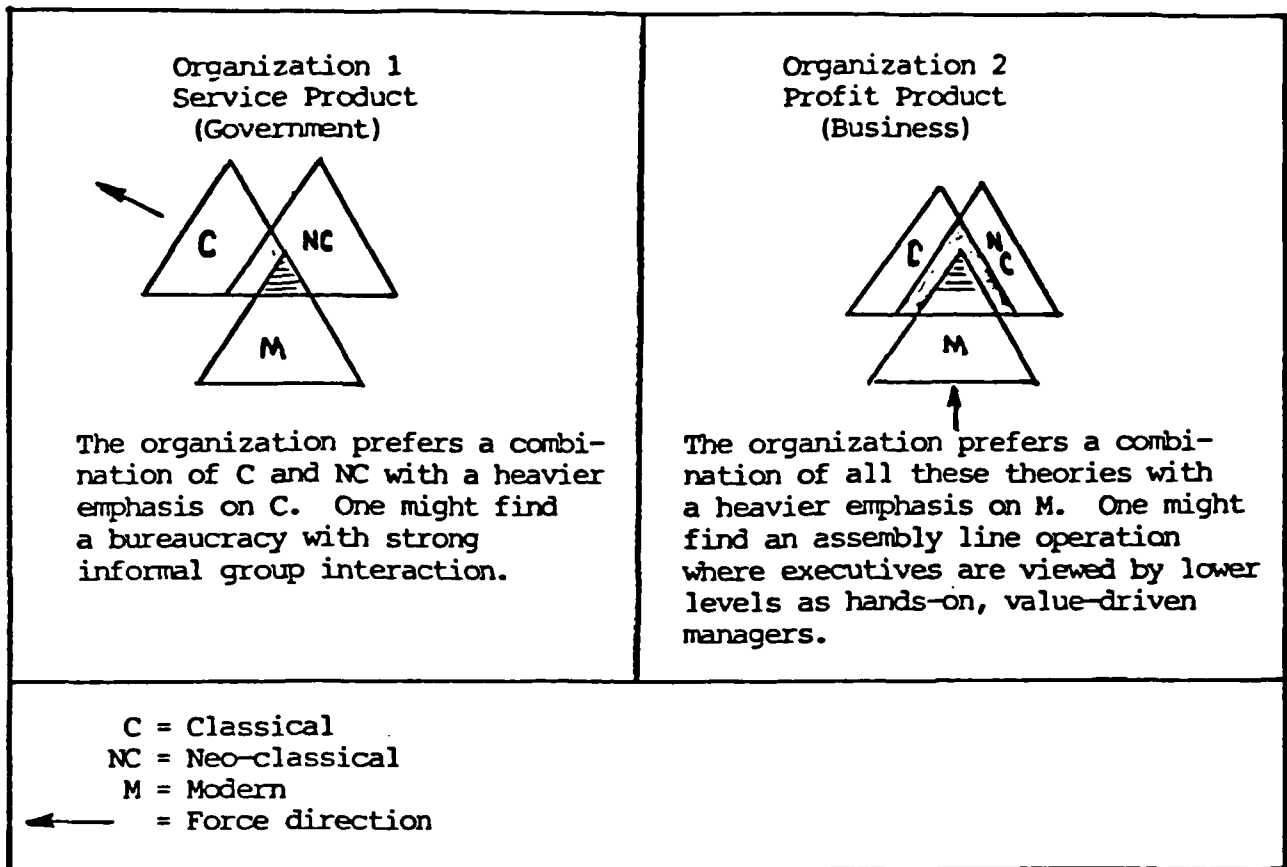 Organization 1
Service Product
(Government)
C
NC
M
The organization prefers a combi-
nation of C and NC with a heavier
emphasis on C. One might find
a bureaucracy with strong
informal group interaction.
Organization 2
Profit Product
(Business)
C
NC
M
The organization prefers a combi-
nation of all these theories with
a heavier emphasis on M. One might
find an assembly line operation
where executives are viewed by lower
levels as hands-on, value-driven
managers.
C = Classical
NC = Neo-classical
M = Modern
= Force direction